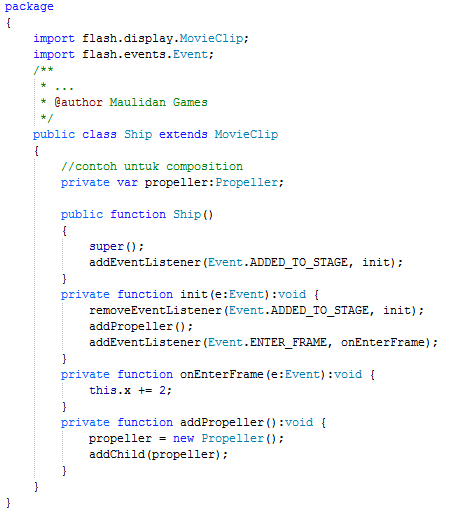 package
{
    import flash.display.MovieClip;
    import flash.events.Event;
    /**
     * ...
     * @author Maulidan Games
     */
    public class Ship extends MovieClip
    {
        //contoh untuk composition
        private var propeller:Propeller;

        public function Ship()
        {
            super();
            addEventListener(Event.ADDED_TO_STAGE, init);
        }
        private function init(e:Event):void {
            removeEventListener(Event.ADDED_TO_STAGE, init);
            addPropeller();
            addEventListener(Event.ENTER_FRAME, onEnterFrame);
        }
        private function onEnterFrame(e:Event):void {
            this.x += 2;
        }
        private function addPropeller():void {
            propeller = new Propeller();
            addChild(propeller);
        }
    }
}